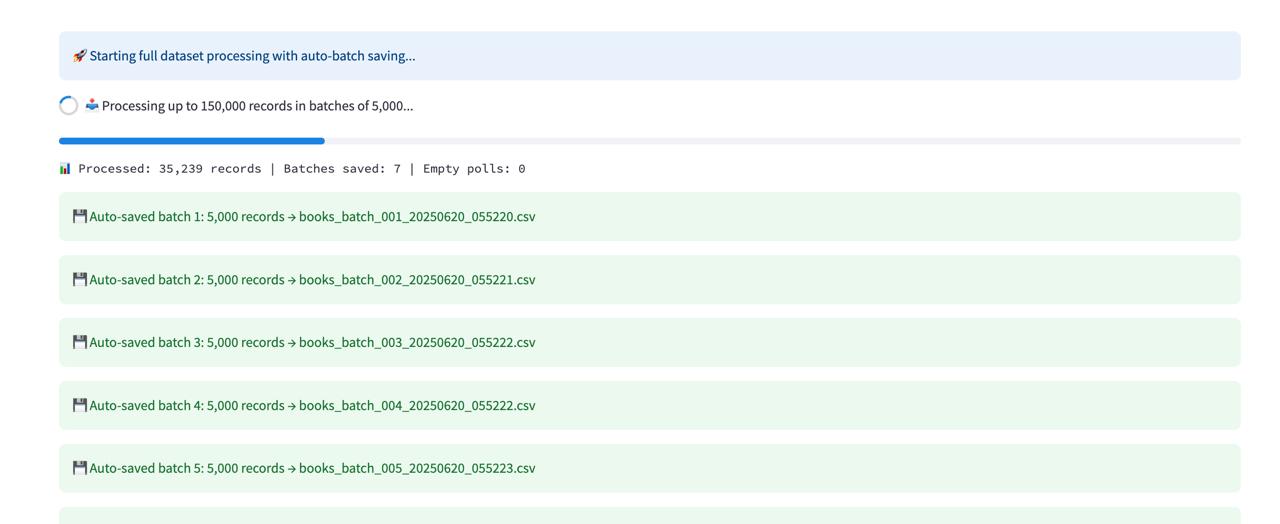 🚀 Starting full dataset processing with auto-batch saving...
📥 Processing up to 150,000 records in batches of 5,000...
📊 Processed: 35,239 records | Batches saved: 7 | Empty polls: 0
💾 Auto-saved batch 1: 5,000 records → books_batch_001_20250620_055220.csv
💾 Auto-saved batch 2: 5,000 records → books_batch_002_20250620_055221.csv
💾 Auto-saved batch 3: 5,000 records → books_batch_003_20250620_055222.csv
💾 Auto-saved batch 4: 5,000 records → books_batch_004_20250620_055222.csv
💾 Auto-saved batch 5: 5,000 records → books_batch_005_20250620_055223.csv